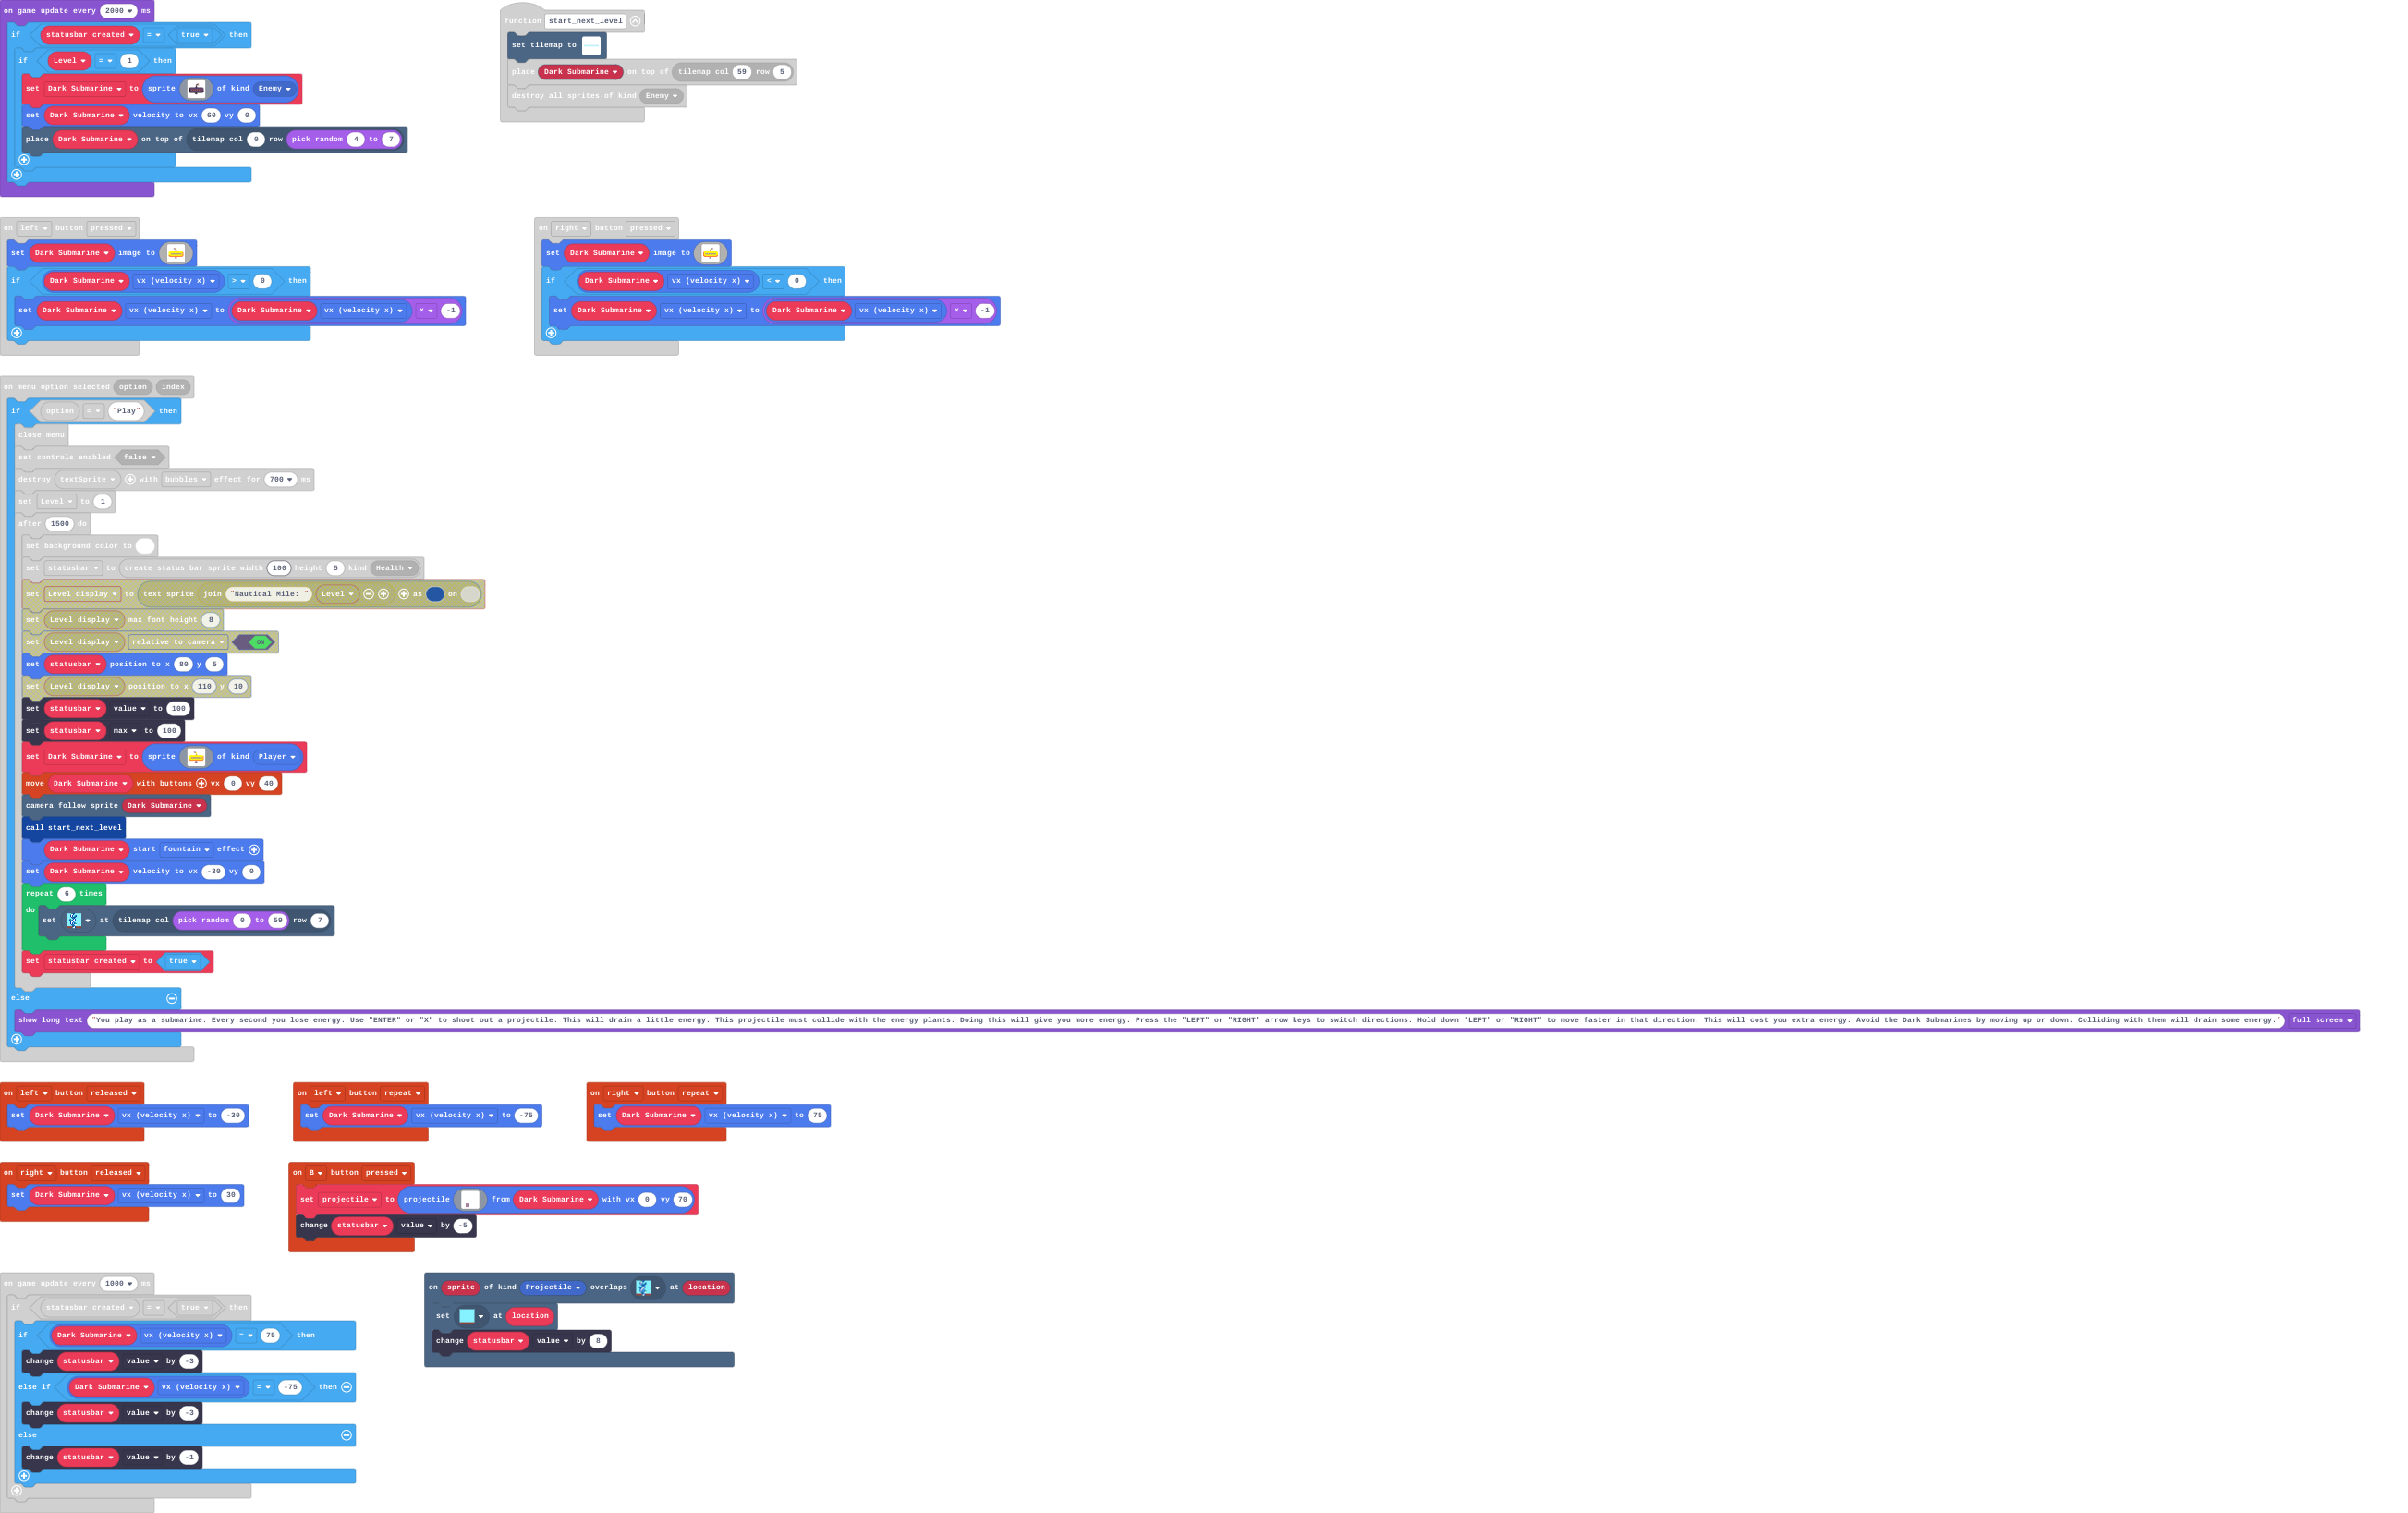 on game update every 2000 ms
if statusbar created = true then
if Level = 1 then
set Dark Submarine to sprite of kind Enemy
set Dark Submarine velocity to vx 60 vy 0
place Dark Submarine on top of tilemap col 0 row pick random 4 to 7
function start_next_level
set tilemap to
place Dark Submarine on top of tilemap col 59 row 5
destroy all sprites of kind Enemy
on left button pressed
set Dark Submarine image to
if Dark Submarine vx (velocity x) > 0 then
set Dark Submarine vx (velocity x) to Dark Submarine vx (velocity x) × -1
on right button pressed
set Dark Submarine image to
if Dark Submarine vx (velocity x) < 0 then
set Dark Submarine vx (velocity x) to Dark Submarine vx (velocity x) × -1
on menu option selected option index
if option = "Play" then
close menu
set controls enabled false
destroy textSprite with bubbles effect for 700 ms
set Level to 1
after 1500 do
set background color to
set statusbar to create status bar sprite width 100 height 5 kind Health
set Level display to text sprite join "Nautical Mile: " Level as on
set Level display max font height 8
set Level display relative to camera ON
set statusbar position to x 80 y 5
set Level display position to x 110 y 10
set statusbar value to 100
set statusbar max to 100
set Dark Submarine to sprite of kind Player
move Dark Submarine with buttons vx 0 vy 40
camera follow sprite Dark Submarine
call start_next_level
Dark Submarine start fountain effect
set Dark Submarine velocity to vx -30 vy 0
repeat 6 times
do set at tilemap col pick random 0 to 59 row 7
set statusbar created to true
else
show long text "You play as a submarine. Every second you lose energy. Use "ENTER" or "X" to shoot out a projectile. This will drain a little energy. This projectile must collide with the energy plants. Doing this will give you more energy. Press the "LEFT" or "RIGHT" arrow keys to switch directions. Hold down "LEFT" or "RIGHT" to move faster in that direction. This will cost you extra energy. Avoid the Dark Submarines by moving up or down. Colliding with them will drain some energy." full screen
on left button released
set Dark Submarine vx (velocity x) to -30
on left button repeat
set Dark Submarine vx (velocity x) to -75
on right button repeat
set Dark Submarine vx (velocity x) to 75
on right button released
set Dark Submarine vx (velocity x) to 30
on B button pressed
set projectile to projectile from Dark Submarine with vx 0 vy 70
change statusbar value by -5
on game update every 1000 ms
if statusbar created = true then
if Dark Submarine vx (velocity x) = 75 then
change statusbar value by -3
else if Dark Submarine vx (velocity x) = -75 then
change statusbar value by -3
else
change statusbar value by -1
on sprite of kind Projectile overlaps at location
set at location
change statusbar value by 8